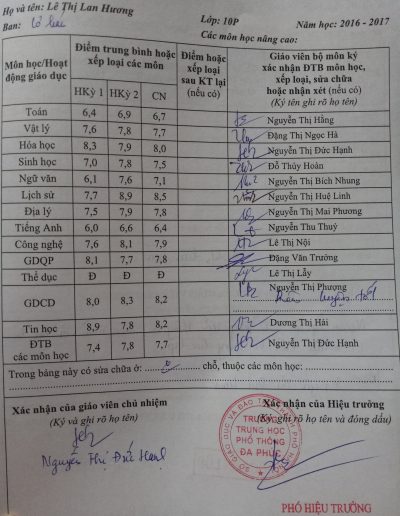 Họ và tên: Lê Thị Lan Hương
Ban: Cơ bản Lớp: 10P Năm học: 2016 - 2017
Các môn học nâng cao:
Môn học/Hoạt động giáo dục | Điểm trung bình hoặc xếp loại các môn | Điểm hoặc xếp loại sau KT lại (nếu có) | Giáo viên bộ môn ký xác nhận ĐTB môn học, xếp loại, sửa chữa hoặc nhận xét (nếu có) (Ký tên ghi rõ họ tên)
HKỳ 1 | HKỳ 2 | CN
Toán 6,4 6,9 6,7 Nguyễn Thị Hằng
Vật lý 7,6 7,8 7,7 Đặng Thị Ngọc Hà
Hóa học 8,3 7,9 8,0 Nguyễn Thị Đức Hạnh
Sinh học 7,0 7,8 7,5 Đỗ Thúy Hoàn
Ngữ văn 6,1 7,6 7,1 Nguyễn Thị Bích Nhung
Lịch sử 7,7 8,9 8,5 Nguyễn Thị Huệ Linh
Địa lý 7,5 7,9 7,8 Nguyễn Thị Mai Phương
Tiếng Anh 6,0 6,6 6,4 Nguyễn Thu Thuỷ
Công nghệ 7,6 8,1 7,9 Lê Thị Nội
GDQP 8,1 7,7 7,8 Đặng Văn Trưởng
Thể dục Đ Đ Đ Lê Thị Lẫy
GDCD 8,0 8,3 8,2 Nguyễn Thị Phượng
Tin học 8,9 7,8 8,2 Dương Thị Hải
ĐTB các môn học 7,4 7,8 7,7 Nguyễn Thị Đức Hạnh
Trong bảng này có sửa chữa ở: 0 chỗ, thuộc các môn học:
Xác nhận của giáo viên chủ nhiệm
(Ký và ghi rõ họ tên)
Nguyễn Thị Đức Hạnh
Xác nhận của Hiệu trưởng
(Ký, ghi rõ họ tên và đóng dấu)
SỞ GIÁO DỤC VÀ ĐÀO TẠO
TRƯỜNG
TRUNG HỌC
PHỔ THÔNG
ĐA PHÚC
PHÓ HIỆU TRƯỞNG